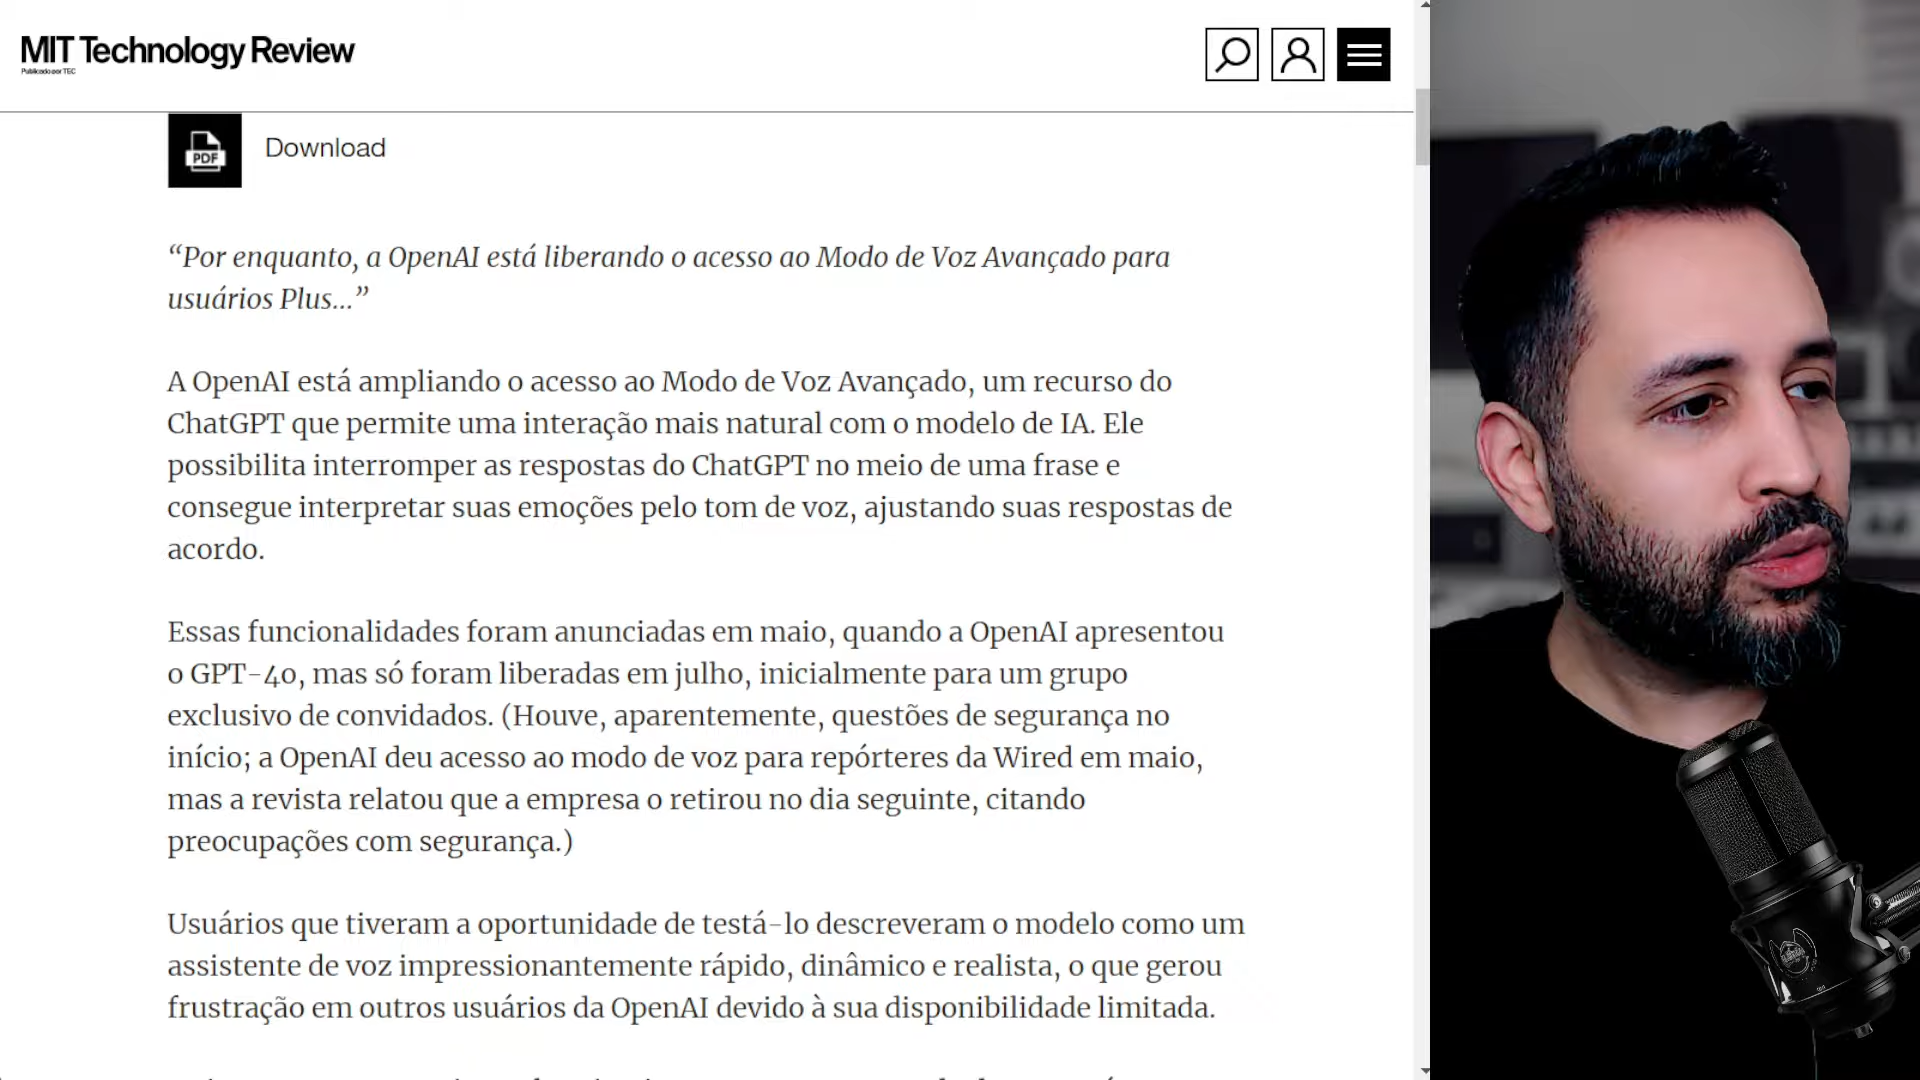 MIT Technology Review
Publicado por TEC
PDF
Download
“Por enquanto, a OpenAI está liberando o acesso ao Modo de Voz Avançado para
usuários Plus…”
A OpenAI está ampliando o acesso ao Modo de Voz Avançado, um recurso do
ChatGPT que permite uma interação mais natural com o modelo de IA. Ele
possibilita interromper as respostas do ChatGPT no meio de uma frase e
consegue interpretar suas emoções pelo tom de voz, ajustando suas respostas de
acordo.
Essas funcionalidades foram anunciadas em maio, quando a OpenAI apresentou
o GPT-4o, mas só foram liberadas em julho, inicialmente para um grupo
exclusivo de convidados. (Houve, aparentemente, questões de segurança no
início; a OpenAI deu acesso ao modo de voz para repórteres da Wired em maio,
mas a revista relatou que a empresa o retirou no dia seguinte, citando
preocupações com segurança.)
Usuários que tiveram a oportunidade de testá-lo descreveram o modelo como um
assistente de voz impressionantemente rápido, dinâmico e realista, o que gerou
frustração em outros usuários da OpenAI devido à sua disponibilidade limitada.